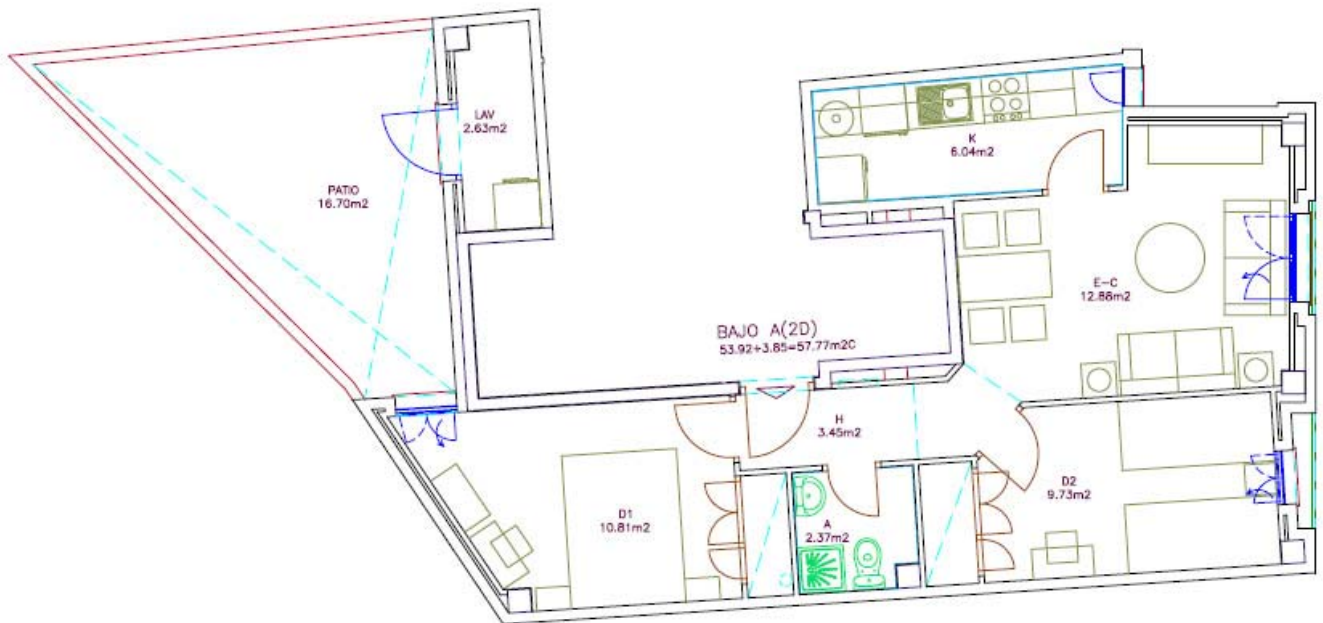 LAV
2.63m2
K
6.04m2
PATIO
16.70m2
E-C
12.88m2
BAJO A(2D)
53.92+3.85=57.77m2C
H
3.45m2
D1
10.81m2
A
2.37m2
D2
9.73m2